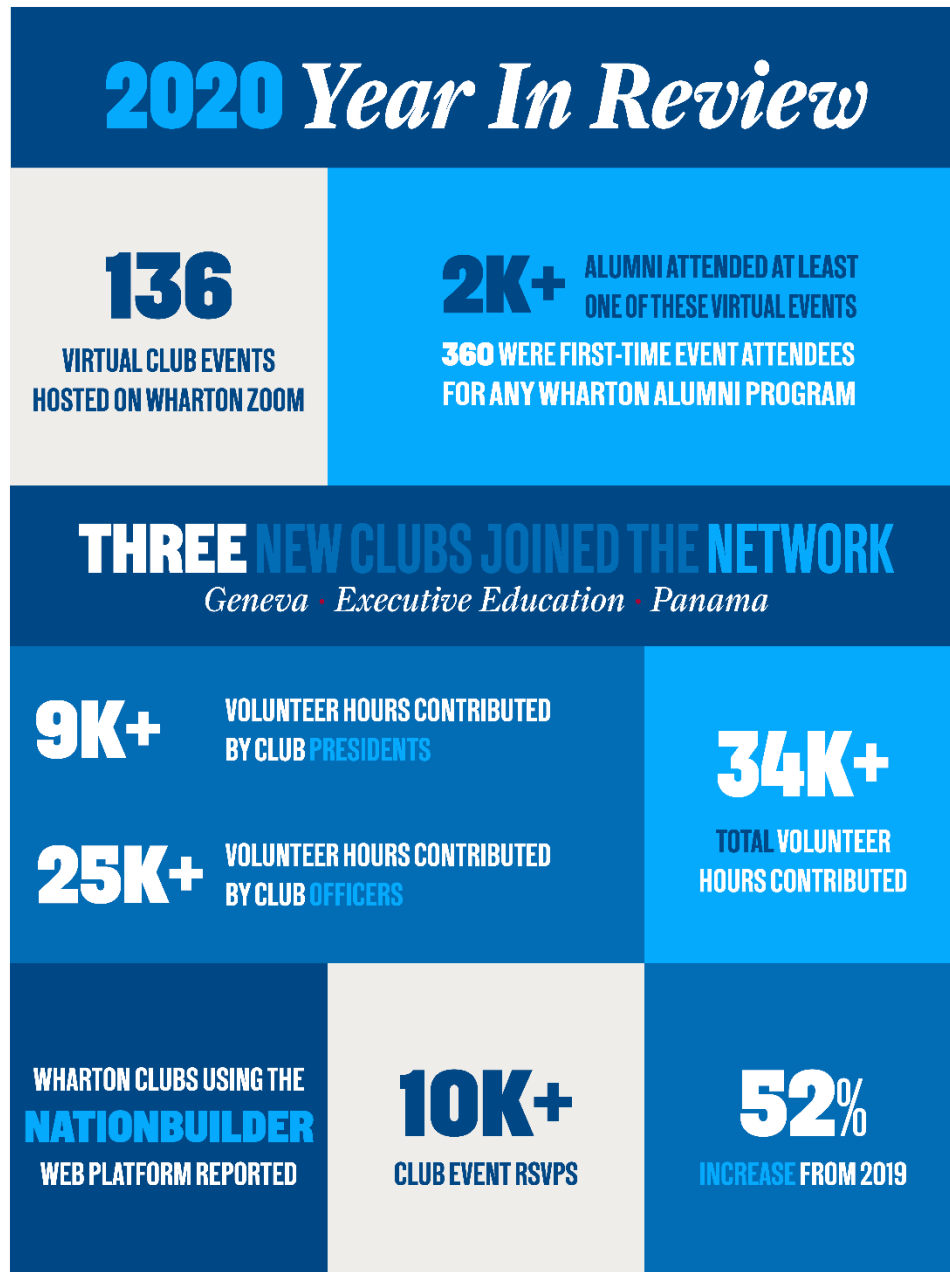 2020 Year In Review
136
VIRTUAL CLUB EVENTS
HOSTED ON WHARTON ZOOM
2K+ ALUMNI ATTENDED AT LEAST
ONE OF THESE VIRTUAL EVENTS
360 WERE FIRST-TIME EVENT ATTENDEES
FOR ANY WHARTON ALUMNI PROGRAM
THREE NEW CLUBS JOINED THE NETWORK
Geneva · Executive Education · Panama
9K+
VOLUNTEER HOURS CONTRIBUTED
BY CLUB PRESIDENTS
25K+
VOLUNTEER HOURS CONTRIBUTED
BY CLUB OFFICERS
34K+
TOTAL VOLUNTEER
HOURS CONTRIBUTED
WHARTON CLUBS USING THE
NATIONBUILDER
WEB PLATFORM REPORTED
10K+
CLUB EVENT RSVPS
52%
INCREASE FROM 2019